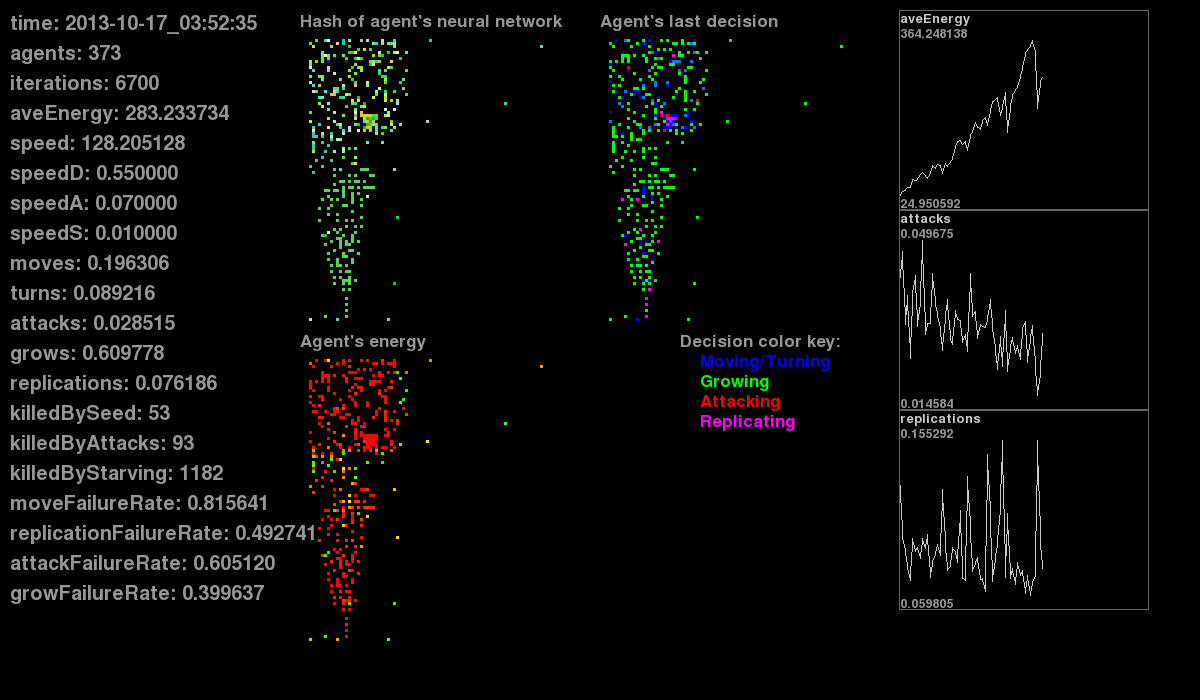 time: 2013-10-17_03:52:35
agents: 373
iterations: 6700
aveEnergy: 283.233734
speed: 128.205128
speedD: 0.550000
speedA: 0.070000
speedS: 0.010000
moves: 0.196306
turns: 0.089216
attacks: 0.028515
grows: 0.609778
replications: 0.076186
killedBySeed: 53
killedByAttacks: 93
killedByStarving: 1182
moveFailureRate: 0.815641
replicationFailureRate: 0.492741
attackFailureRate: 0.605120
growFailureRate: 0.399637
Hash of agent's neural network
Agent's last decision
Agent's energy
Decision color key:
Moving/Turning
Growing
Attacking
Replicating
aveEnergy
364.248138
24.950592
attacks
0.049675
0.014584
replications
0.155292
0.059805